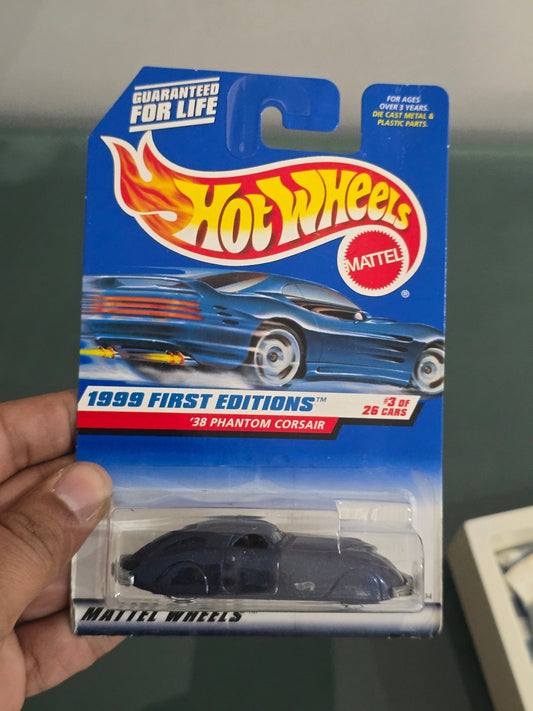 GUARANTEED
FOR LIFE
FOR AGES
OVER 3 YEARS.
DIE CAST METAL &
PLASTIC PARTS.
HOT WHEELS
MATTEL
®
1999 FIRST EDITIONS™
#3 OF
26 CARS
'38 PHANTOM CORSAIR
MATTEL WHEELS™